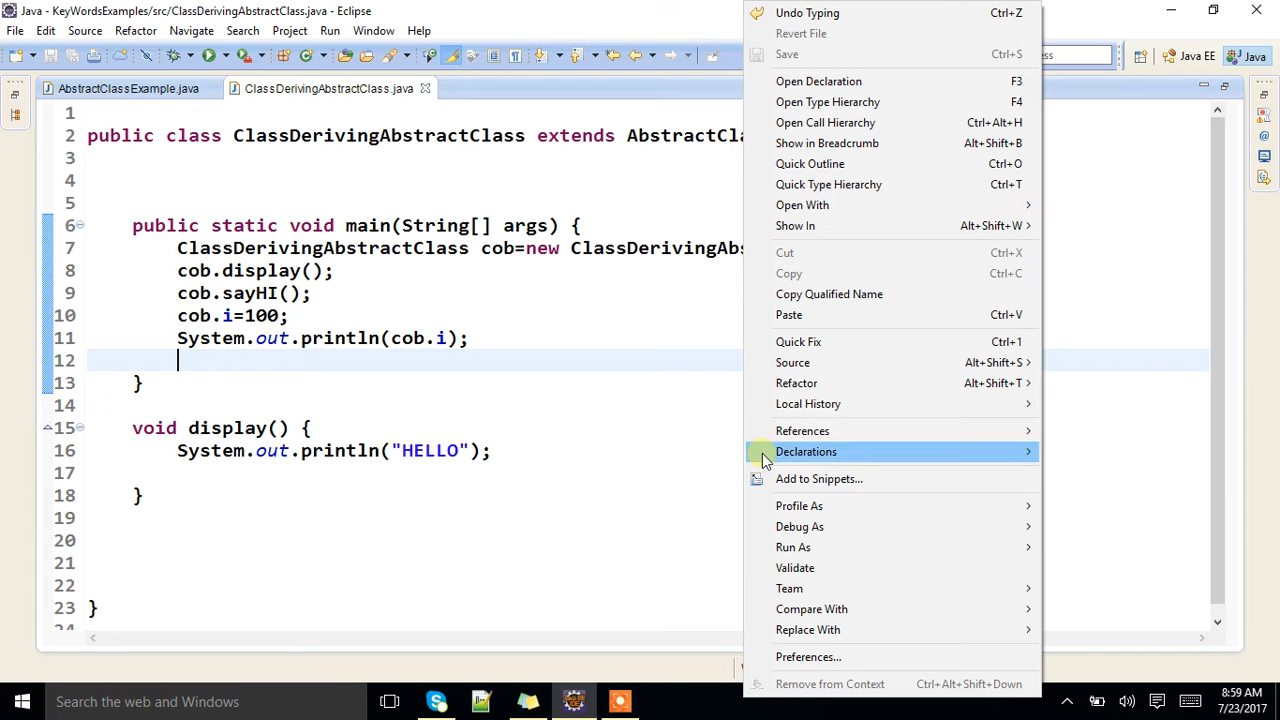 Java - KeyWordsExamples/src/ClassDerivingAbstractClass.java - Eclipse
File Edit Source Refactor Navigate Search Project Run Window Help
Java EE Java
AbstractClassExample.java ClassDerivingAbstractClass.java
1
2 public class ClassDerivingAbstractClass extends AbstractCla
3
4
5
6 public static void main(String[] args) {
7 ClassDerivingAbstractClass cob=new ClassDerivingAbs
8 cob.display();
9 cob.sayHI();
10 cob.i=100;
11 System.out.println(cob.i);
12
13 }
14
15 void display() {
16 System.out.println("HELLO");
17
18 }
19
20
21
22
23 }
24
Undo Typing Ctrl+Z
Revert File
Save Ctrl+S
Open Declaration F3
Open Type Hierarchy F4
Open Call Hierarchy Ctrl+Alt+H
Show in Breadcrumb Alt+Shift+B
Quick Outline Ctrl+O
Quick Type Hierarchy Ctrl+T
Open With
Show In Alt+Shift+W
Cut Ctrl+X
Copy Ctrl+C
Copy Qualified Name
Paste Ctrl+V
Quick Fix Ctrl+1
Source Alt+Shift+S
Refactor Alt+Shift+T
Local History
References
Declarations
Add to Snippets...
Profile As
Debug As
Run As
Validate
Team
Compare With
Replace With
Preferences...
Remove from Context Ctrl+Alt+Shift+Down
Search the web and Windows
8:59 AM
7/23/2017